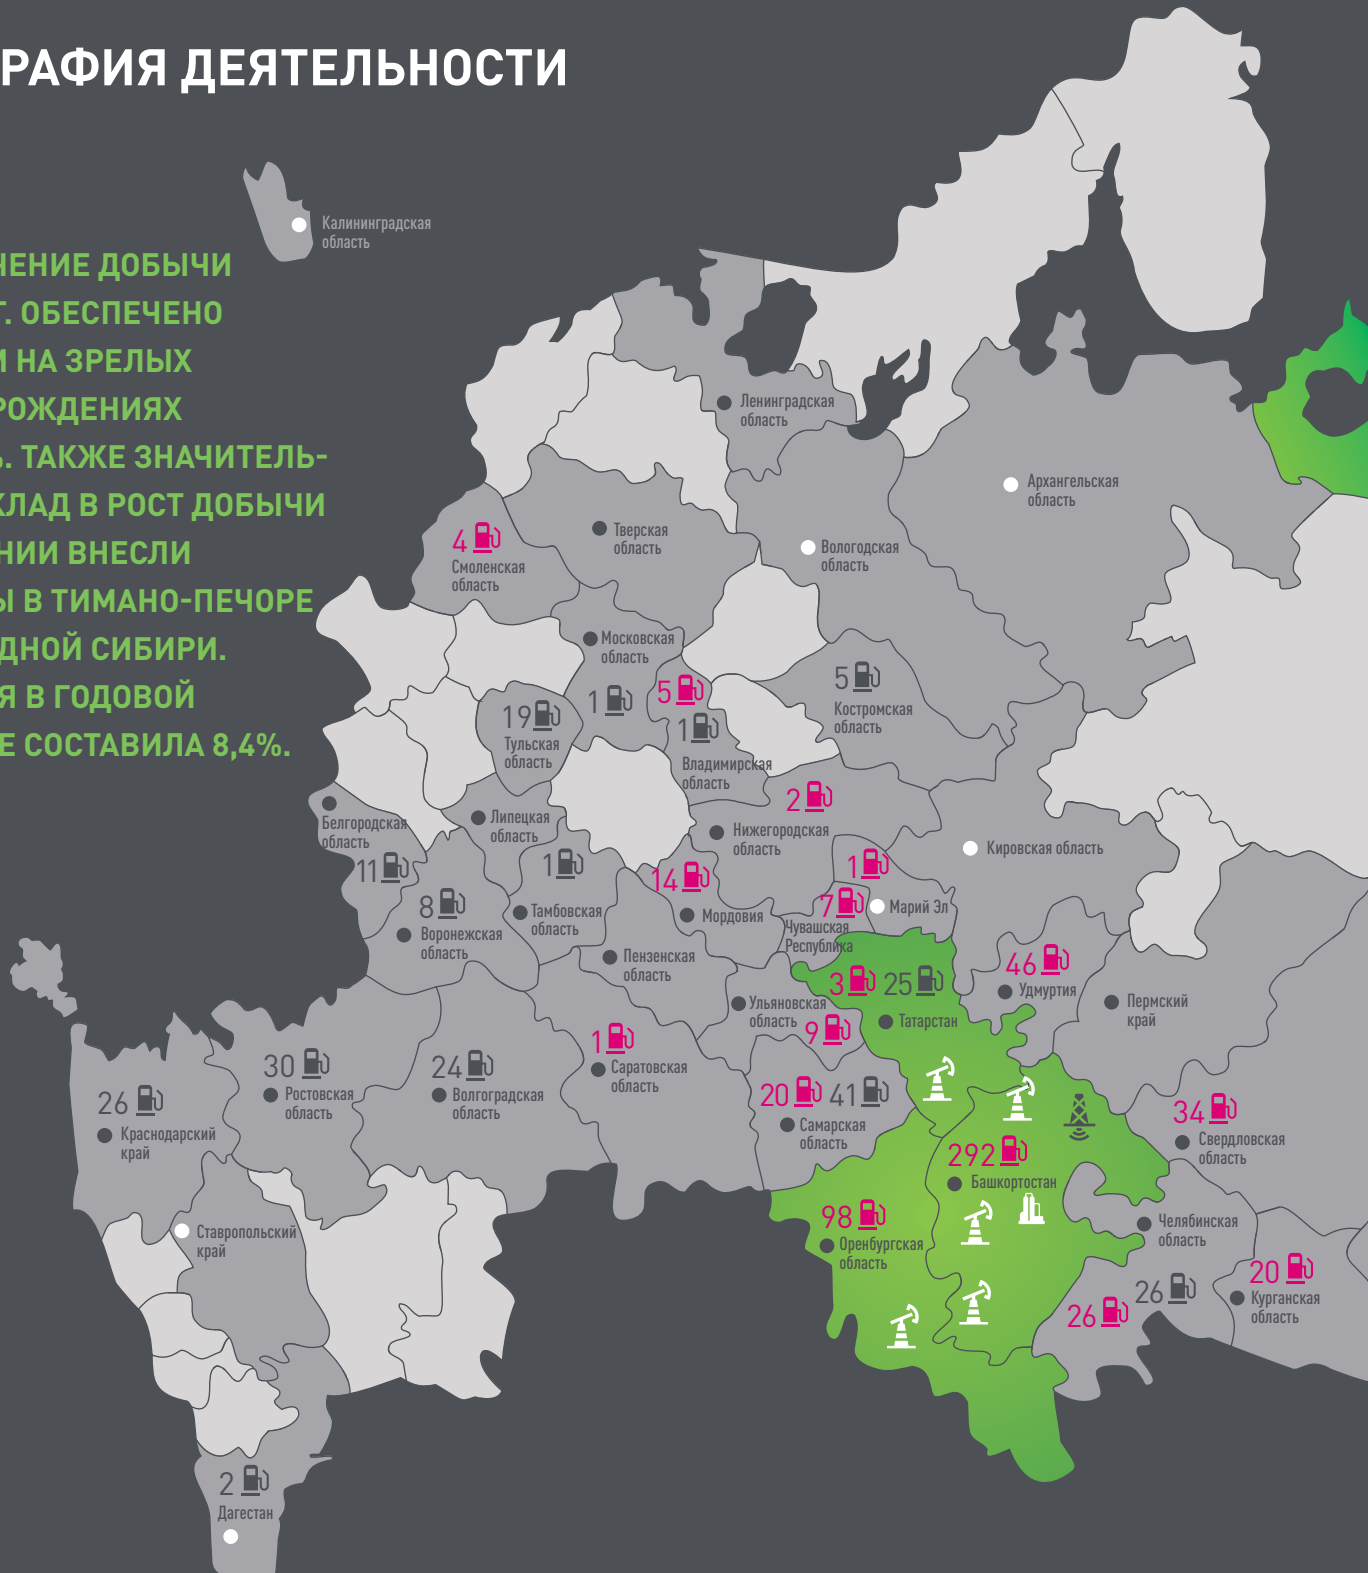 РАФИЯ ДЕЯТЕЛЬНОСТИ
Калининградская
область
ЧЕНИЕ ДОБЫЧИ
Г. ОБЕСПЕЧЕНО
И НА ЗРЕЛЫХ
РОЖДЕНИЯХ
Ь. ТАКЖЕ ЗНАЧИТЕЛЬ-
КЛАД В РОСТ ДОБЫЧИ
НИИ ВНЕСЛИ
Ы В ТИМАНО-ПЕЧОРЕ
ДНОЙ СИБИРИ.
Я В ГОДОВОЙ
Е СОСТАВИЛА 8,4%.
Ленинградская
область
Архангельская
область
4
Смоленская
область
Тверская
область
Вологодская
область
Московская
область
1
5
1
Владимирская
область
5
Костромская
область
19
Тульская
область
2
Нижегородская
область
Белгородская
область
11
Липецкая
область
1
Тамбовская
область
8
Воронежская
область
14
Мордовия
1
Марий Эл
7
Чувашская
Республика
Кировская область
Пензенская
область
3
25
Татарстан
46
Удмуртия
Пермский
край
Ульяновская
область
9
1
Саратовская
область
30
Ростовская
область
24
Волгоградская
область
26
Краснодарский
край
20
41
Самарская
область
34
Свердловская
область
292
Башкортостан
98
Оренбургская
область
Челябинская
область
26
26
20
Курганская
область
Ставропольский
край
2
Дагестан